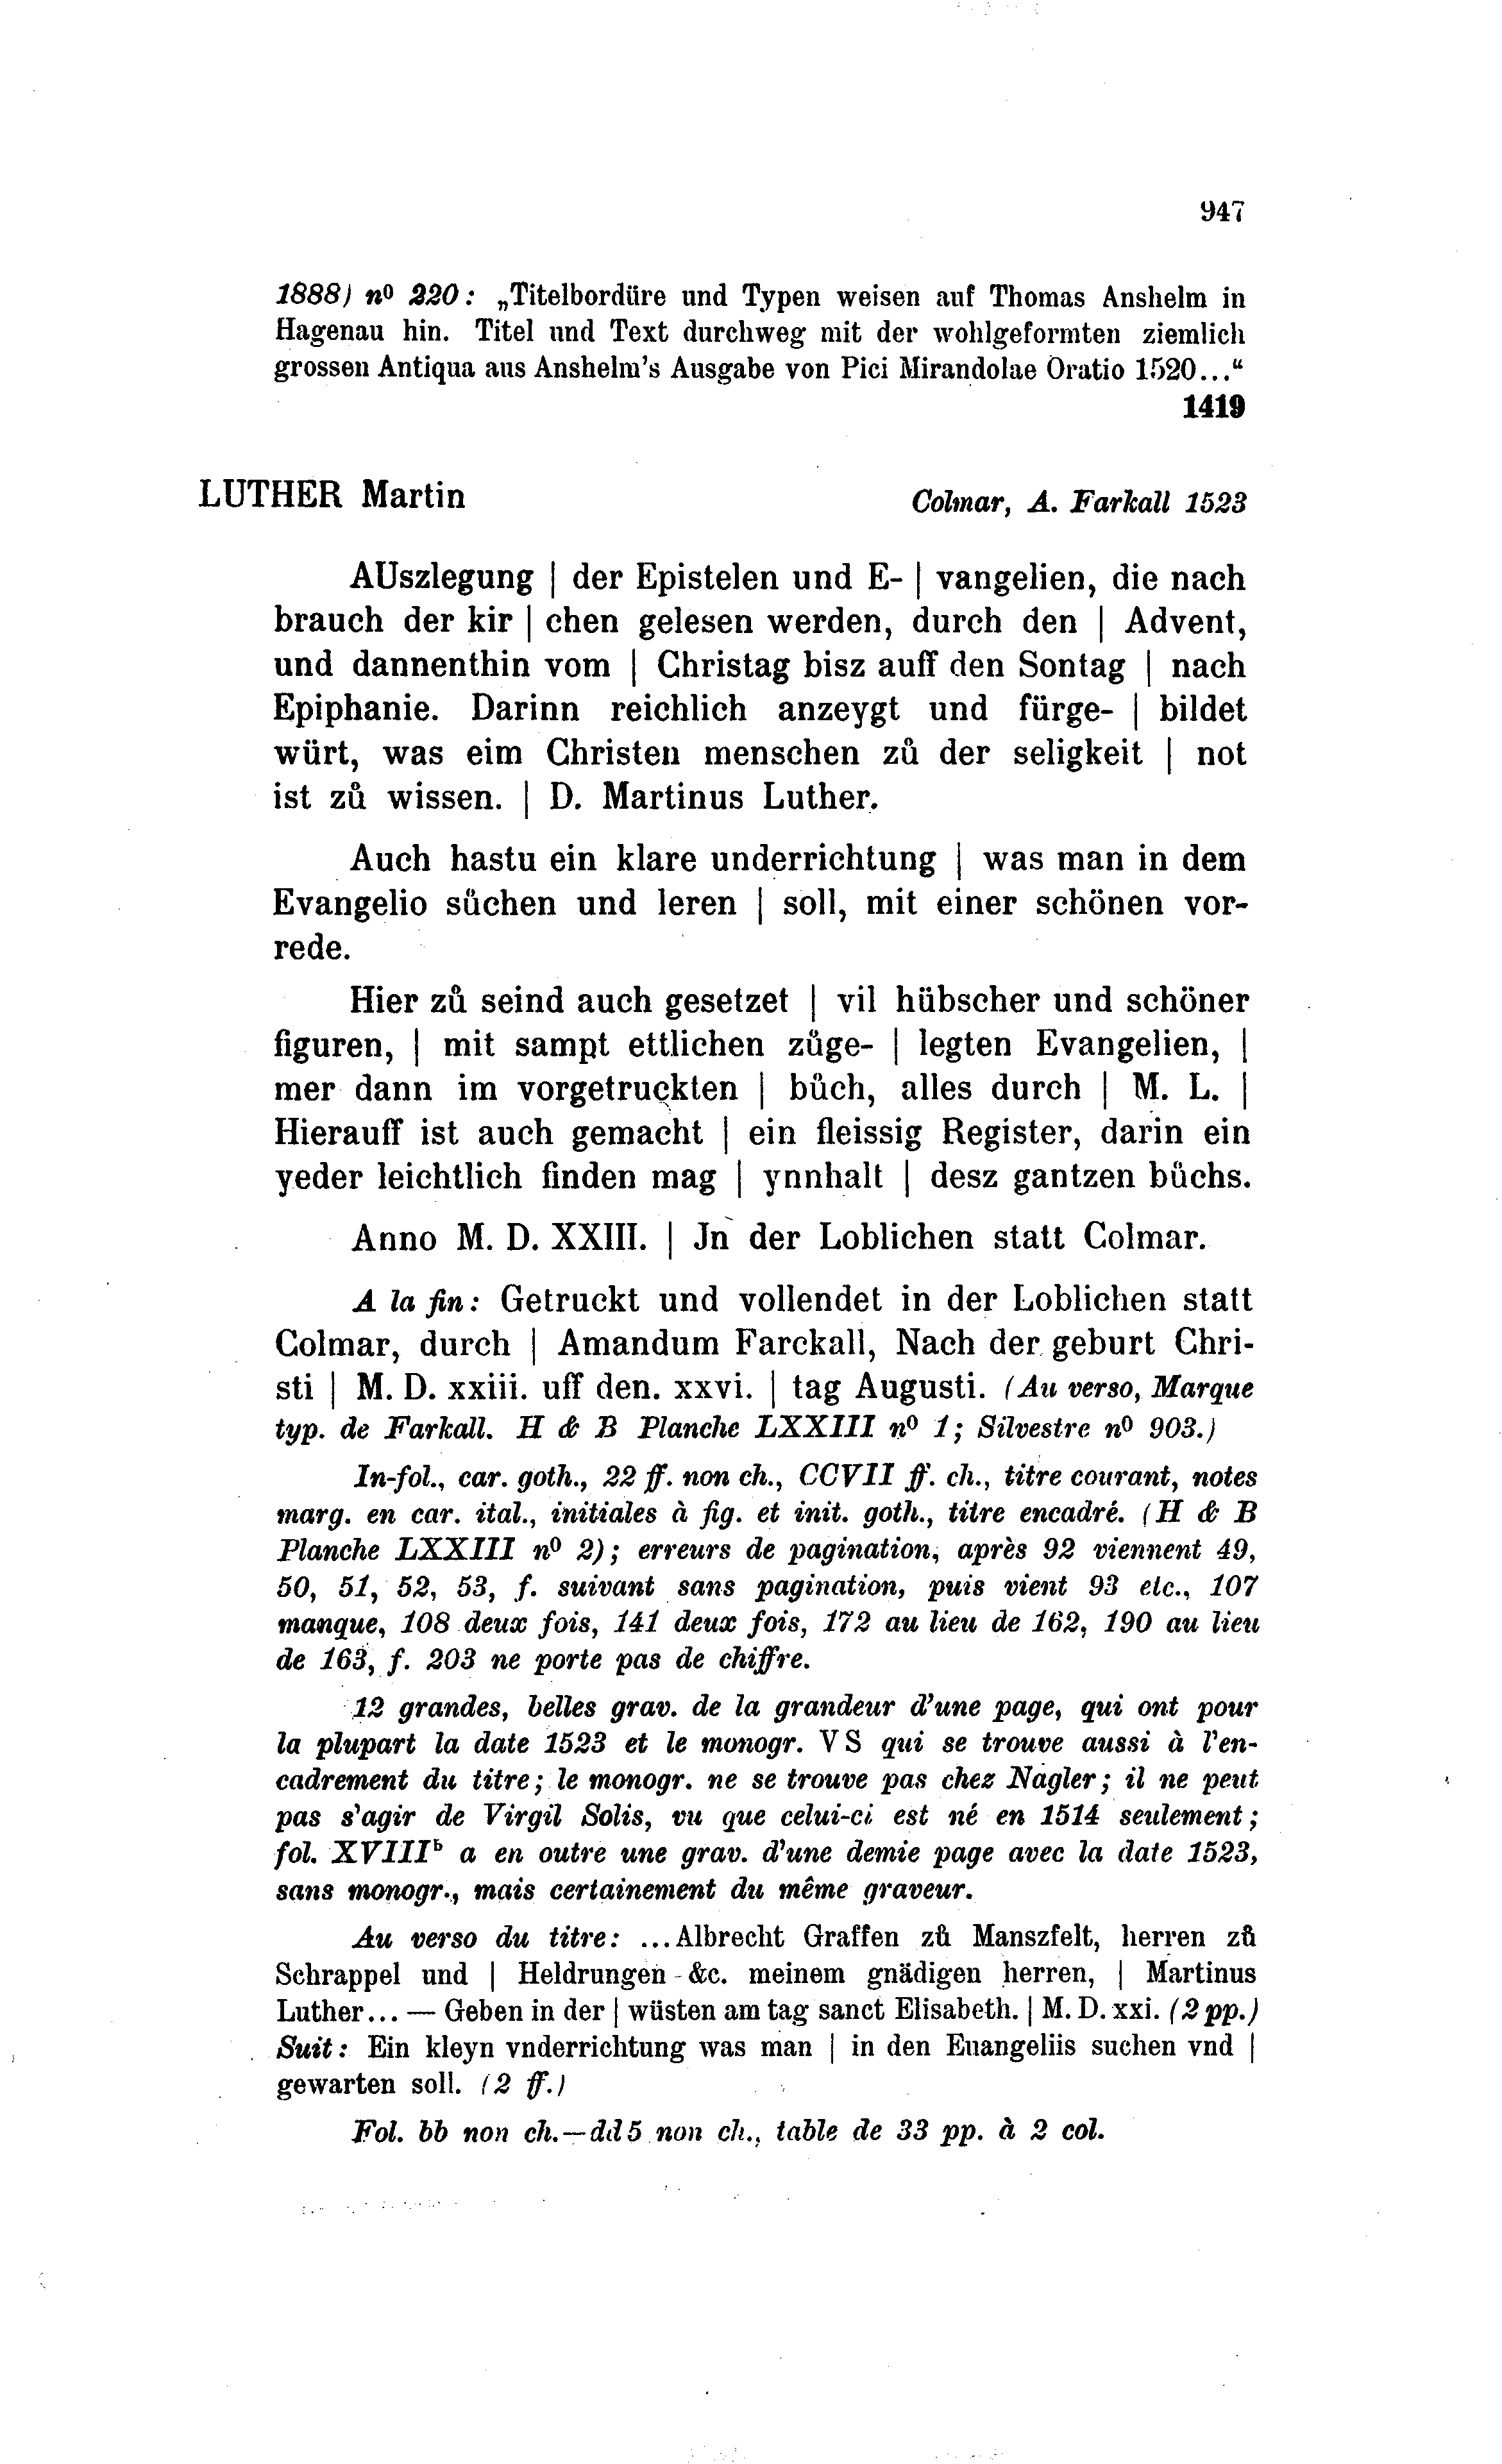 947
1888) nº 220: „Titelbordüre und Typen weisen auf Thomas Anshelm in
Hagenau hin. Titel und Text durchweg mit der wohlgeformten ziemlich
grossen Antiqua aus Anshelm's Ausgabe von Pici Mirandolae Oratio 1520...“
1419
LUTHER Martin Colmar, A. Farkall 1523
AUszlegung | der Epistelen und E- | vangelien, die nach
brauch der kir | chen gelesen werden, durch den | Advent,
und dannenthin vom | Christag bisz auff den Sontag | nach
Epiphanie. Darinn reichlich anzeygt und fürge- | bildet
würt, was eim Christen menschen zů der seligkeit | not
ist zů wissen. | D. Martinus Luther.
Auch hastu ein klare underrichtung | was man in dem
Evangelio sůchen und leren | soll, mit einer schönen vor-
rede.
Hier zů seind auch gesetzet | vil hübscher und schöner
figuren, | mit sampt ettlichen zůge- | legten Evangelien, |
mer dann im vorgetruckten | bůch, alles durch | M. L. |
Hierauff ist auch gemacht | ein fleissig Register, darin ein
yeder leichtlich finden mag | ynnhalt | desz gantzen bůchs.
Anno M. D. XXIII. | Jn der Loblichen statt Colmar.
A la fin: Getruckt und vollendet in der Loblichen statt
Colmar, durch | Amandum Farckall, Nach der geburt Chri-
sti | M. D. xxiii. uff den. xxvi. | tag Augusti. (Au verso, Marque
typ. de Farkall. H & B Planche LXXIII nº 1; Silvestre nº 903.)
In-fol., car. goth., 22 ff. non ch., CCVII ff. ch., titre courant, notes
marg. en car. ital., initiales à fig. et init. goth., titre encadré. (H & B
Planche LXXIII nº 2); erreurs de pagination, après 92 viennent 49,
50, 51, 52, 53, f. suivant sans pagination, puis vient 93 etc., 107
manque, 108 deux fois, 141 deux fois, 172 au lieu de 162, 190 au lieu
de 163, f. 203 ne porte pas de chiffre.
12 grandes, belles grav. de la grandeur d'une page, qui ont pour
la plupart la date 1523 et le monogr. VS qui se trouve aussi à l'en-
cadrement du titre; le monogr. ne se trouve pas chez Nagler; il ne peut
pas s'agir de Virgil Solis, vu que celui-ci est né en 1514 seulement;
fol. XVIIIᵇ a en outre une grav. d'une demie page avec la date 1523,
sans monogr., mais certainement du même graveur.
Au verso du titre: ...Albrecht Graffen zů Manszfelt, herren zů
Schrappel und | Heldrungen &c. meinem gnädigen herren, | Martinus
Luther... — Geben in der | wüsten am tag sanct Elisabeth. | M. D. xxi. (2 pp.)
Suit: Ein kleyn vnderrichtung was man | in den Euangeliis suchen vnd |
gewarten soll. (2 ff.)
Fol. bb non ch.—dd5 non ch., table de 33 pp. à 2 col.